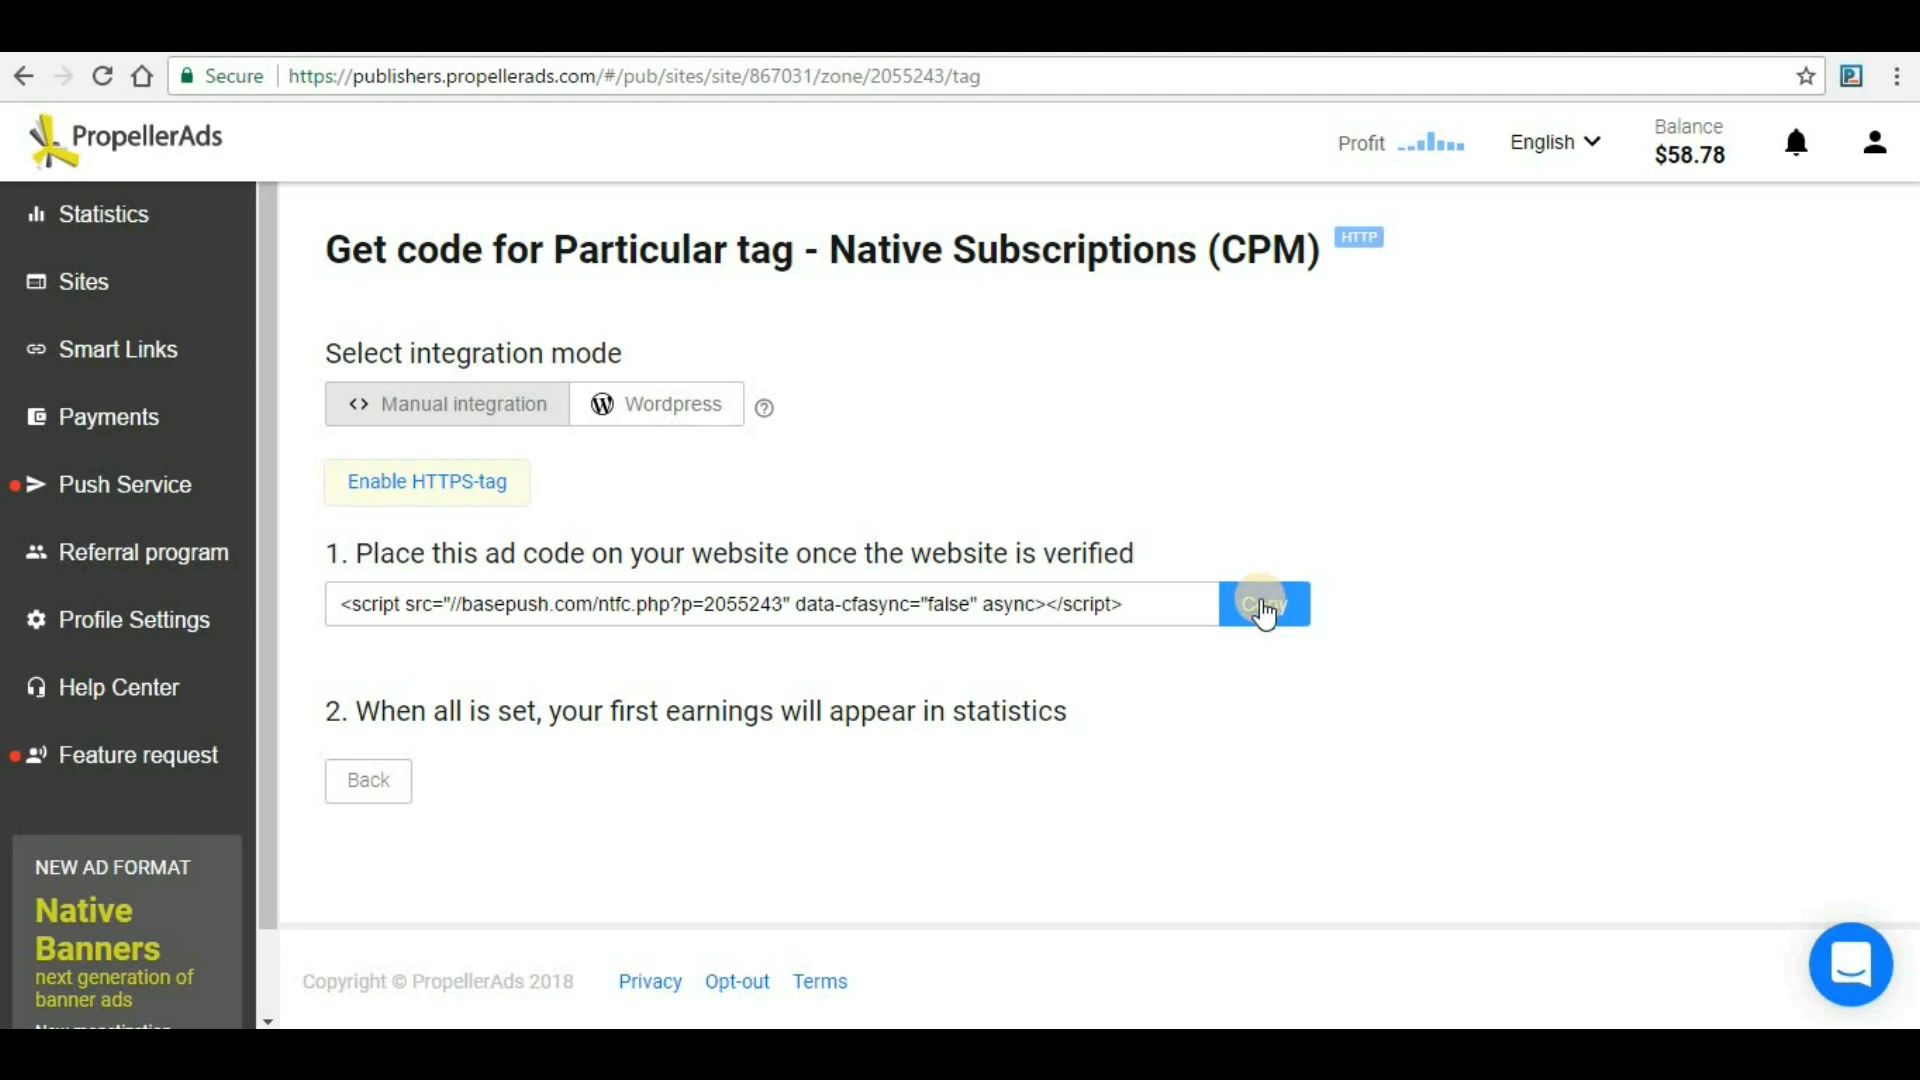 Secure
https://publishers.propellerads.com/#/pub/sites/site/867031/zone/2055243/tag
PropellerAds
Profit
English
Balance
$58.78
Statistics
Sites
Smart Links
Payments
Push Service
Referral program
Profile Settings
Help Center
Feature request
NEW AD FORMAT
Native
Banners
next generation of
banner ads
Get code for Particular tag - Native Subscriptions (CPM) HTTP
Select integration mode
Manual integration
Wordpress
Enable HTTPS-tag
1. Place this ad code on your website once the website is verified
<script src="//basepush.com/ntfc.php?p=2055243" data-cfasync="false" async></script>
Copy
2. When all is set, your first earnings will appear in statistics
Back
Copyright © PropellerAds 2018
Privacy
Opt-out
Terms